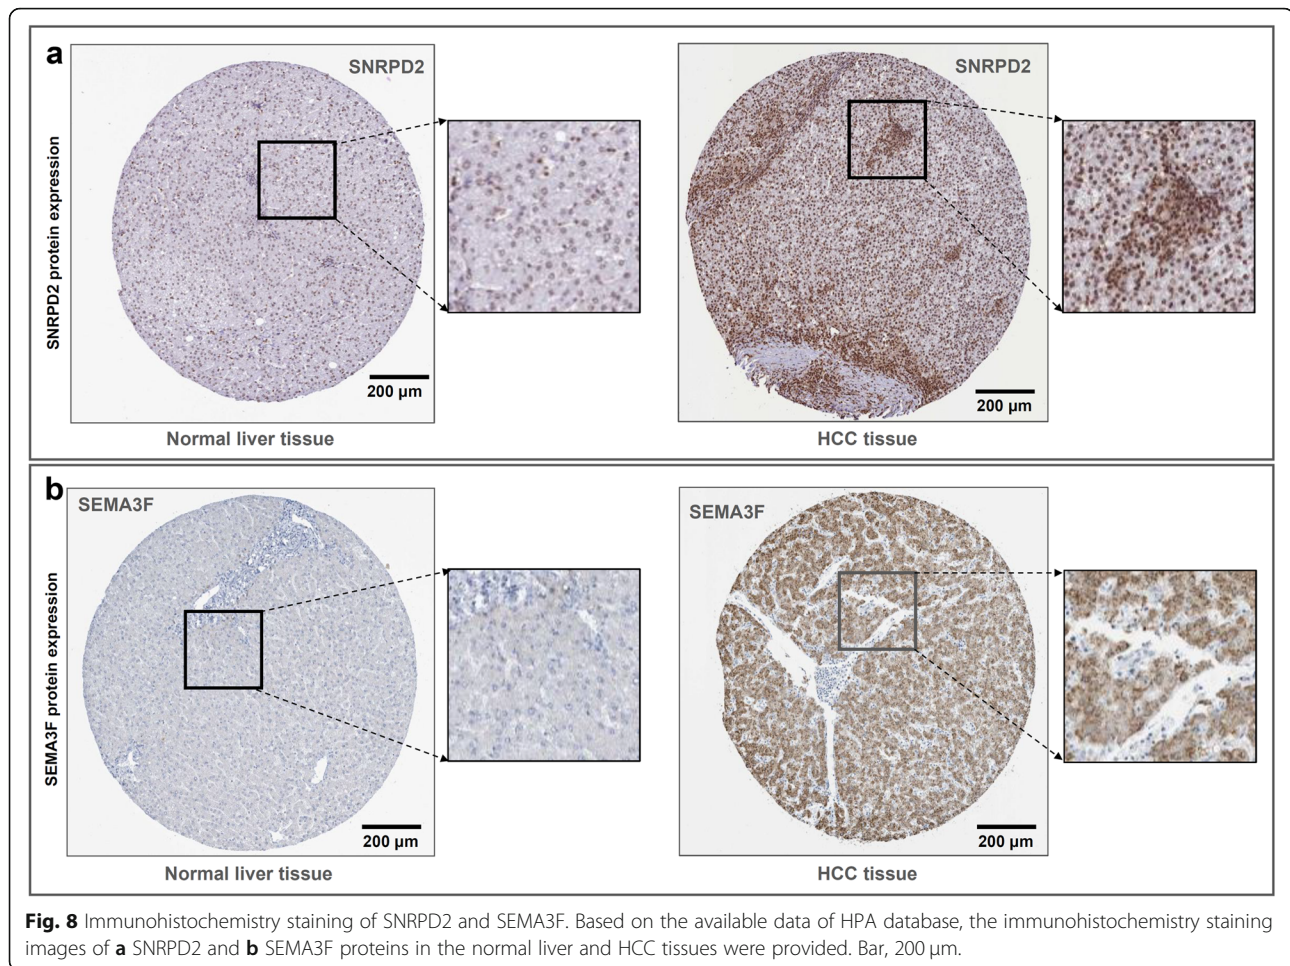 a
SNRPD2
SNRPD2
SNRPD2 protein expression
200 µm
200 µm
Normal liver tissue
HCC tissue
b
SEMA3F
SEMA3F
SEMA3F protein expression
200 µm
200 µm
Normal liver tissue
HCC tissue
Fig. 8 Immunohistochemistry staining of SNRPD2 and SEMA3F. Based on the available data of HPA database, the immunohistochemistry staining
images of a SNRPD2 and b SEMA3F proteins in the normal liver and HCC tissues were provided. Bar, 200 µm.